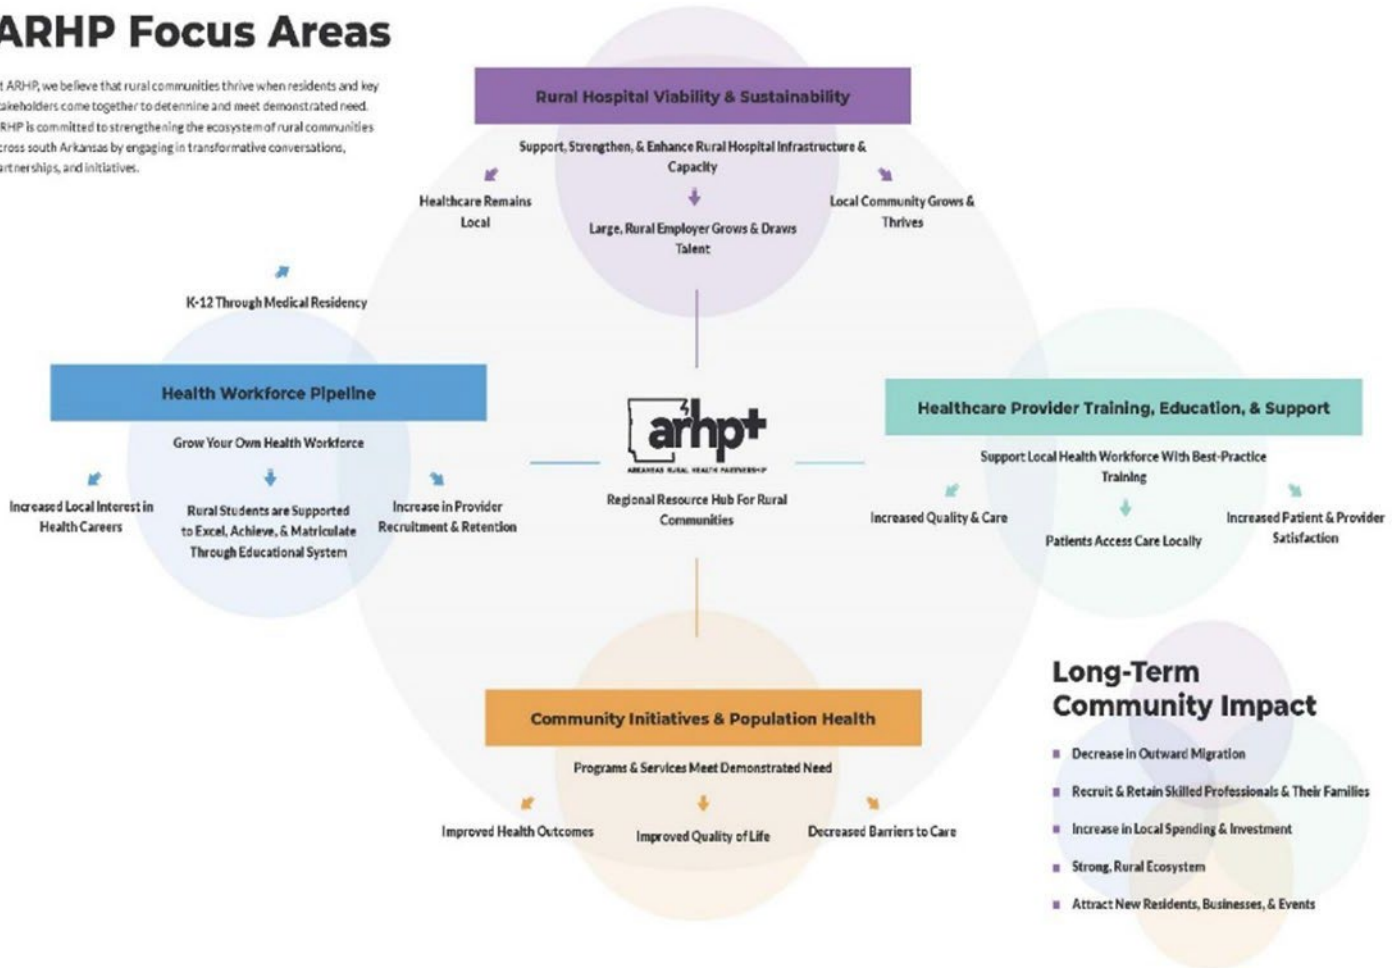 ARHP Focus Areas
t ARHP, we believe that rural communities thrive when residents and key
takeholders come together to determine and meet demonstrated need.
RHP is committed to strengthening the ecosystem of rural communities
cross south Arkansas by engaging in transformative conversations,
artnerships, and initiatives.
Rural Hospital Viability & Sustainability
Support, Strengthen, & Enhance Rural Hospital Infrastructure &
Capacity
Healthcare Remains
Local
Large, Rural Employer Grows & Draws
Talent
Local Community Grows &
Thrives
K-12 Through Medical Residency
Health Workforce Pipeline
Grow Your Own Health Workforce
Increased Local Interest in
Health Careers
Rural Students are Supported
to Excel, Achieve, & Matriculate
Through Educational System
Increase in Provider
Recruitment & Retention
arhp+
ARKANSAS RURAL HEALTH PARTNERSHIP
Regional Resource Hub For Rural
Communities
Healthcare Provider Training, Education, & Support
Support Local Health Workforce With Best-Practice
Training
Increased Quality & Care
Patients Access Care Locally
Increased Patient & Provider
Satisfaction
Community Initiatives & Population Health
Programs & Services Meet Demonstrated Need
Improved Health Outcomes
Improved Quality of Life
Decreased Barriers to Care
Long-Term
Community Impact
Decrease in Outward Migration
Recruit & Retain Skilled Professionals & Their Families
Increase in Local Spending & Investment
Strong, Rural Ecosystem
Attract New Residents, Businesses, & Events